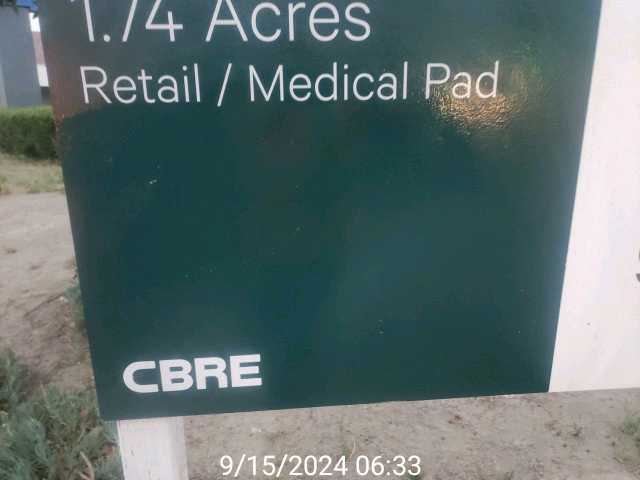 1.74 Acres
Retail / Medical Pad
CBRE
9/15/2024 06:33